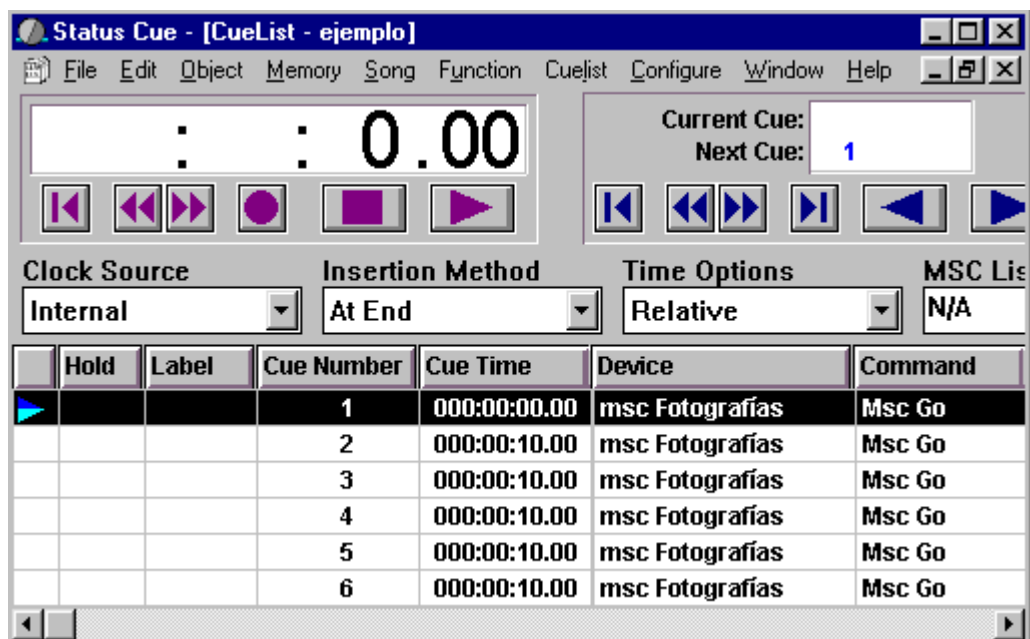 Status Cue - [CueList - ejemplo]
File Edit Object Memory Song Function Cuelist Configure Window Help
: : 0.00
Current Cue:
Next Cue: 1
Clock Source Insertion Method Time Options MSC Lis
Internal At End Relative N/A
Hold Label Cue Number Cue Time Device Command
1 000:00:00.00 msc Fotografías Msc Go
2 000:00:10.00 msc Fotografías Msc Go
3 000:00:10.00 msc Fotografías Msc Go
4 000:00:10.00 msc Fotografías Msc Go
5 000:00:10.00 msc Fotografías Msc Go
6 000:00:10.00 msc Fotografías Msc Go